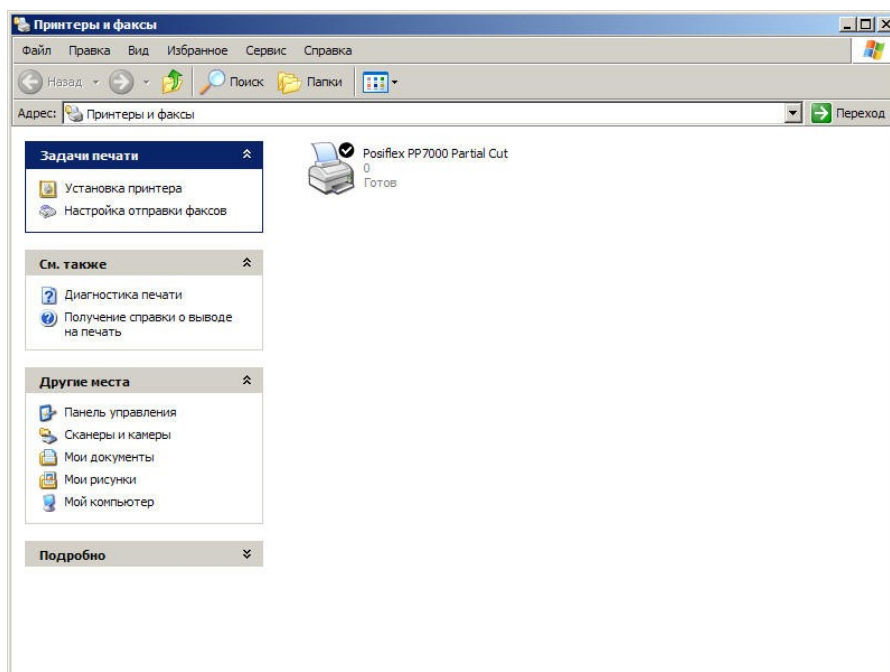 Принтеры и факсы
Файл Правка Вид Избранное Сервис Справка
Назад Поиск Папки
Адрес: Принтеры и факсы Переход
Задачи печати
Установка принтера
Настройка отправки факсов
См. также
Диагностика печати
Получение справки о выводе
на печать
Другие места
Панель управления
Сканеры и камеры
Мои документы
Мои рисунки
Мой компьютер
Подробно
Posiflex PP7000 Partial Cut
0
Готов